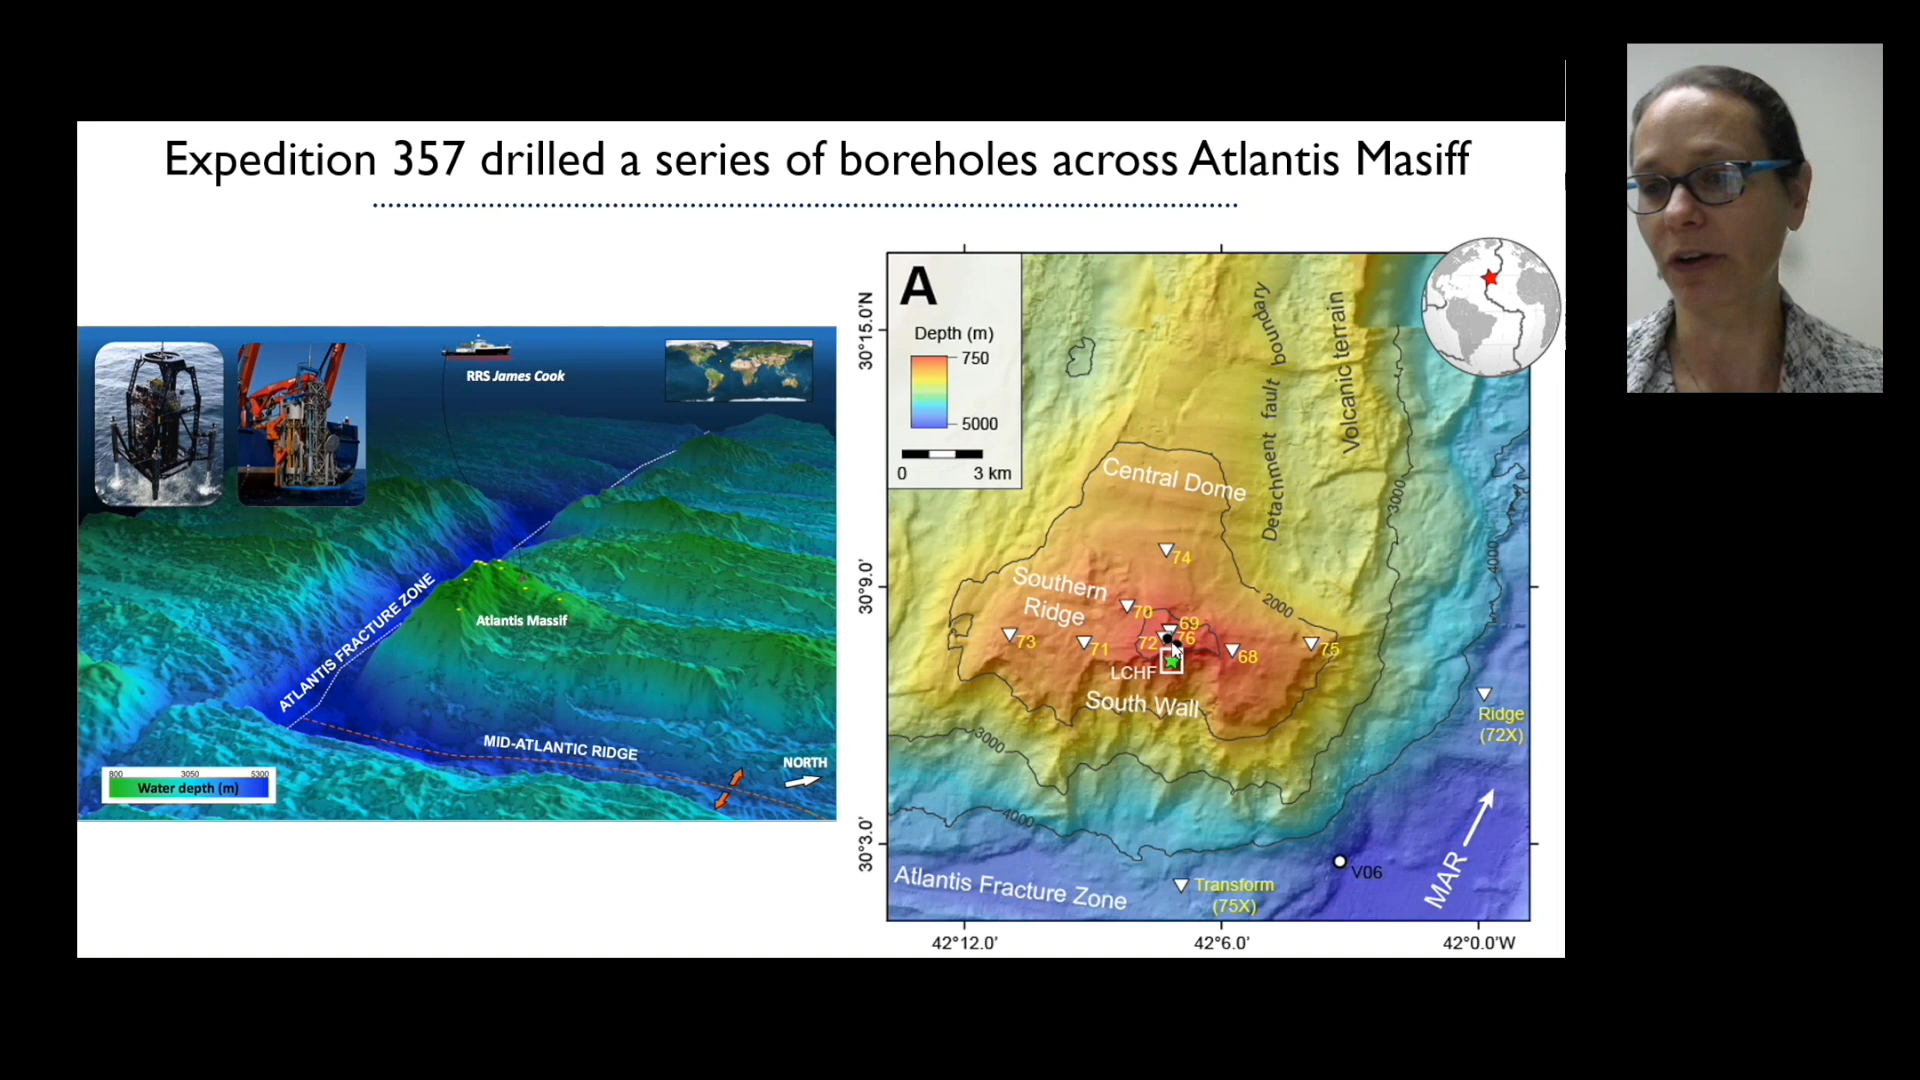 Expedition 357 drilled a series of boreholes across Atlantis Masiff
RRS James Cook
Atlantis Massif
ATLANTIS FRACTURE ZONE
MID-ATLANTIC RIDGE
NORTH
800 3050 5300
Water depth (m)
A
Depth (m)
750
5000
0 3 km
30°15.0'N
30°9.0'
30°3.0'
42°12.0'
42°6.0'
42°0.0'W
Detachment fault boundary
Volcanic terrain
Central Dome
Southern
Ridge
74
70
69
73
71
72
76
68
75
LCHF
South Wall
2000
3000
4000
3000
4000
Ridge
(72X)
MAR
V06
Transform
(75X)
Atlantis Fracture Zone